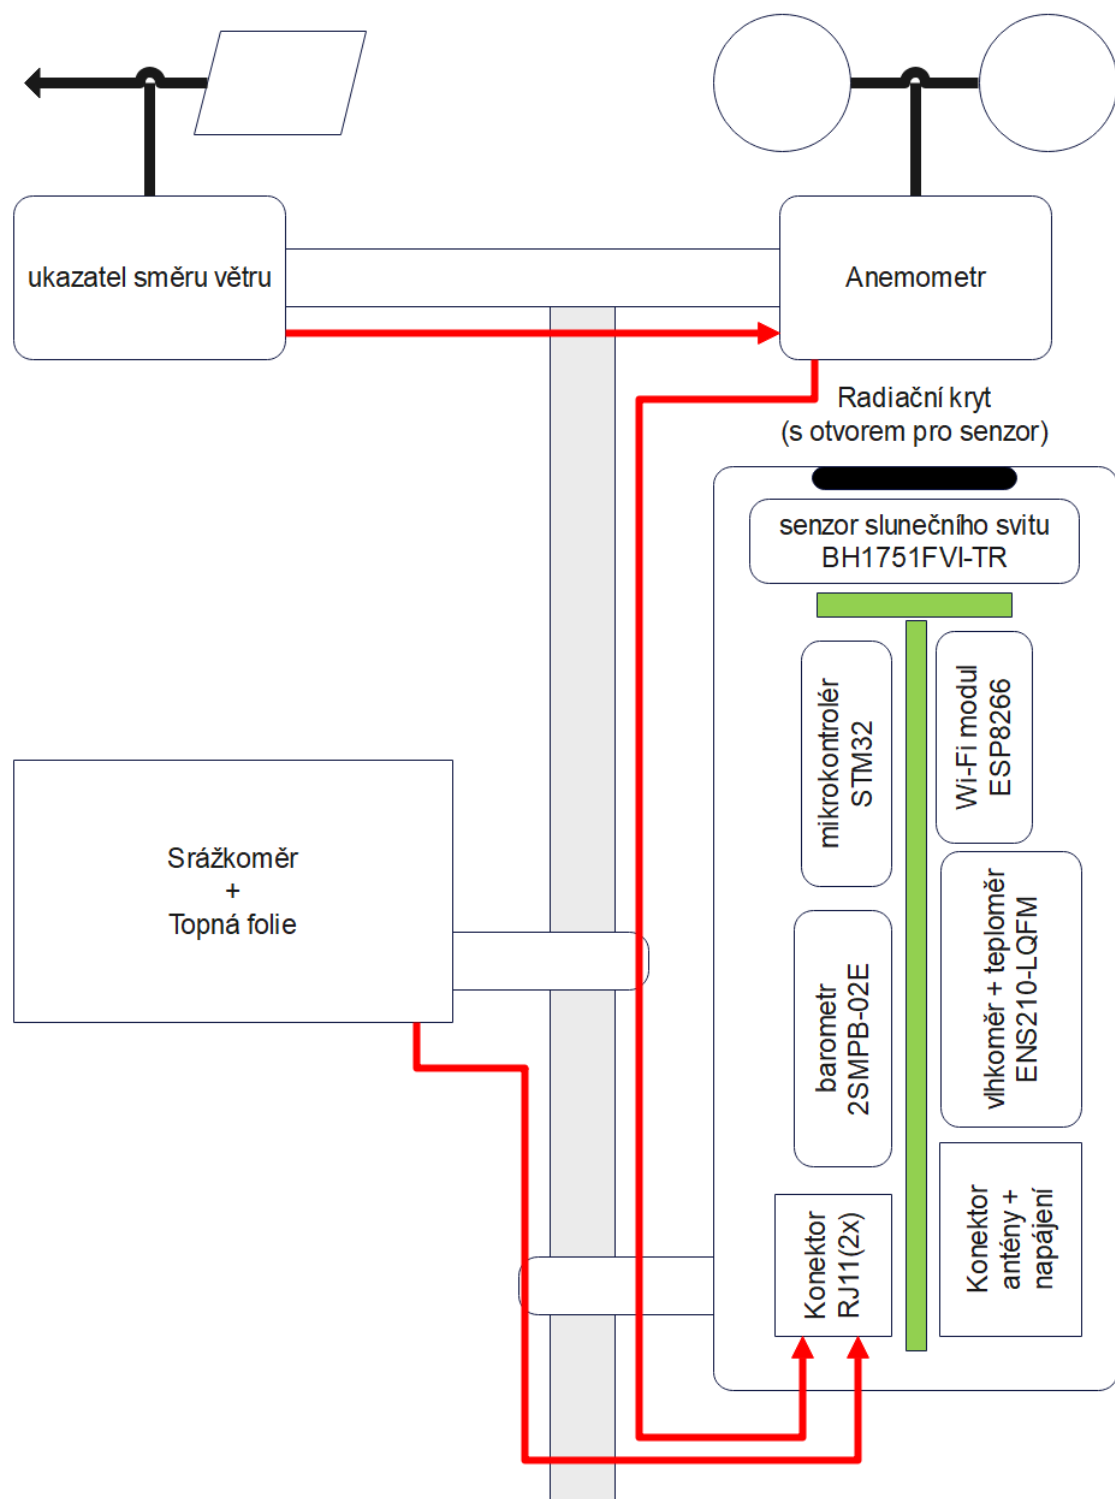 ukazatel směru větru
Anemometr
Radiační kryt
(s otvorem pro senzor)
senzor slunečního svitu
BH1751FVI-TR
mikrokontrolér
STM32
Wi-Fi modul
ESP8266
Srážkoměr
+
Topná folie
barometr
2SMPB-02E
vlhkoměr + teploměr
ENS210-LQFM
Konektor
RJ11(2x)
Konektor
antény +
napájení